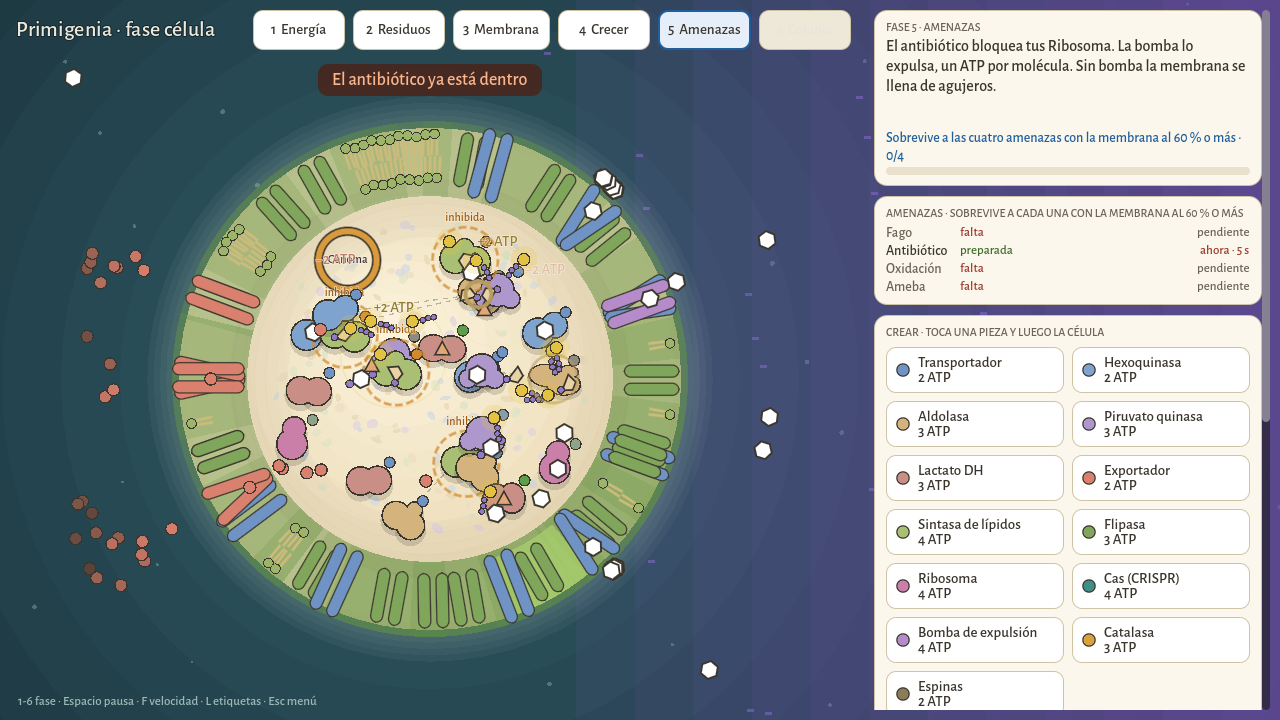 Primigenia · fase célula
1 Energía
2 Residuos
3 Membrana
4 Crecer
5 Amenazas
El antibiótico ya está dentro
inhibida
+2 ATP
-2 ATP
-2 ATP
Cadena
inhibida
+2 ATP
inhibida
inhibida
1-6 fase · Espacio pausa · F velocidad · L etiquetas · Esc menú
FASE 5 · AMENAZAS
El antibiótico bloquea tus Ribosoma. La bomba lo
expulsa, un ATP por molécula. Sin bomba la membrana se
llena de agujeros.
Sobrevive a las cuatro amenazas con la membrana al 60 % o más ·
0/4
AMENAZAS · SOBREVIVE A CADA UNA CON LA MEMBRANA AL 60 % O MÁS
Fago falta pendiente
Antibiótico preparada ahora · 5 s
Oxidación falta pendiente
Ameba falta pendiente
CREAR · TOCA UNA PIEZA Y LUEGO LA CÉLULA
Transportador
2 ATP
Hexoquinasa
2 ATP
Aldolasa
3 ATP
Piruvato quinasa
3 ATP
Lactato DH
3 ATP
Exportador
2 ATP
Sintasa de lípidos
4 ATP
Flipasa
3 ATP
Ribosoma
4 ATP
Cas (CRISPR)
4 ATP
Bomba de expulsión
4 ATP
Catalasa
3 ATP
Espinas
2 ATP